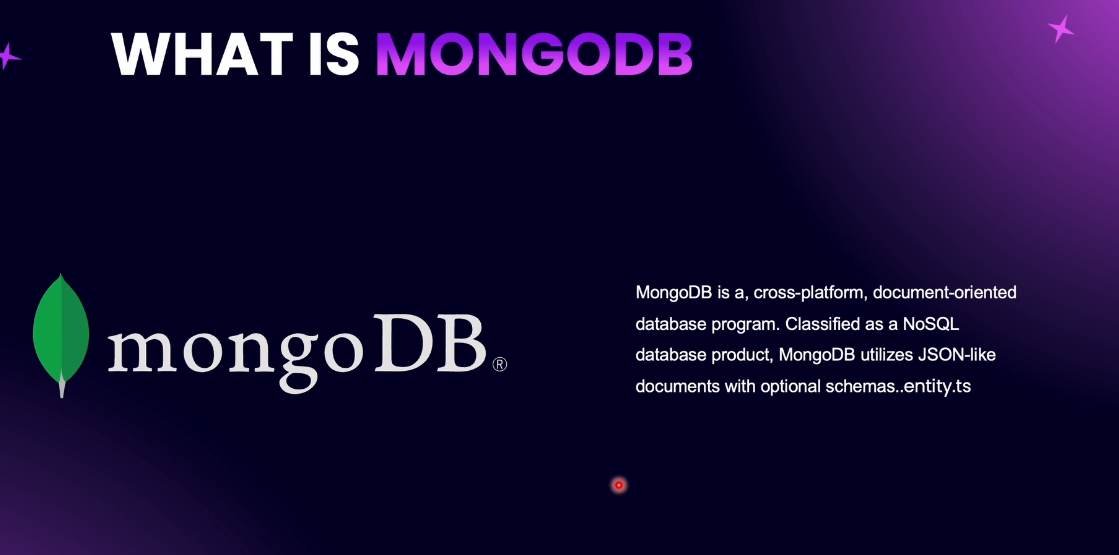 WHAT IS MONGODB
mongoDB®
MongoDB is a, cross-platform, document-oriented
database program. Classified as a NoSQL
database product, MongoDB utilizes JSON-like
documents with optional schemas..entity.ts